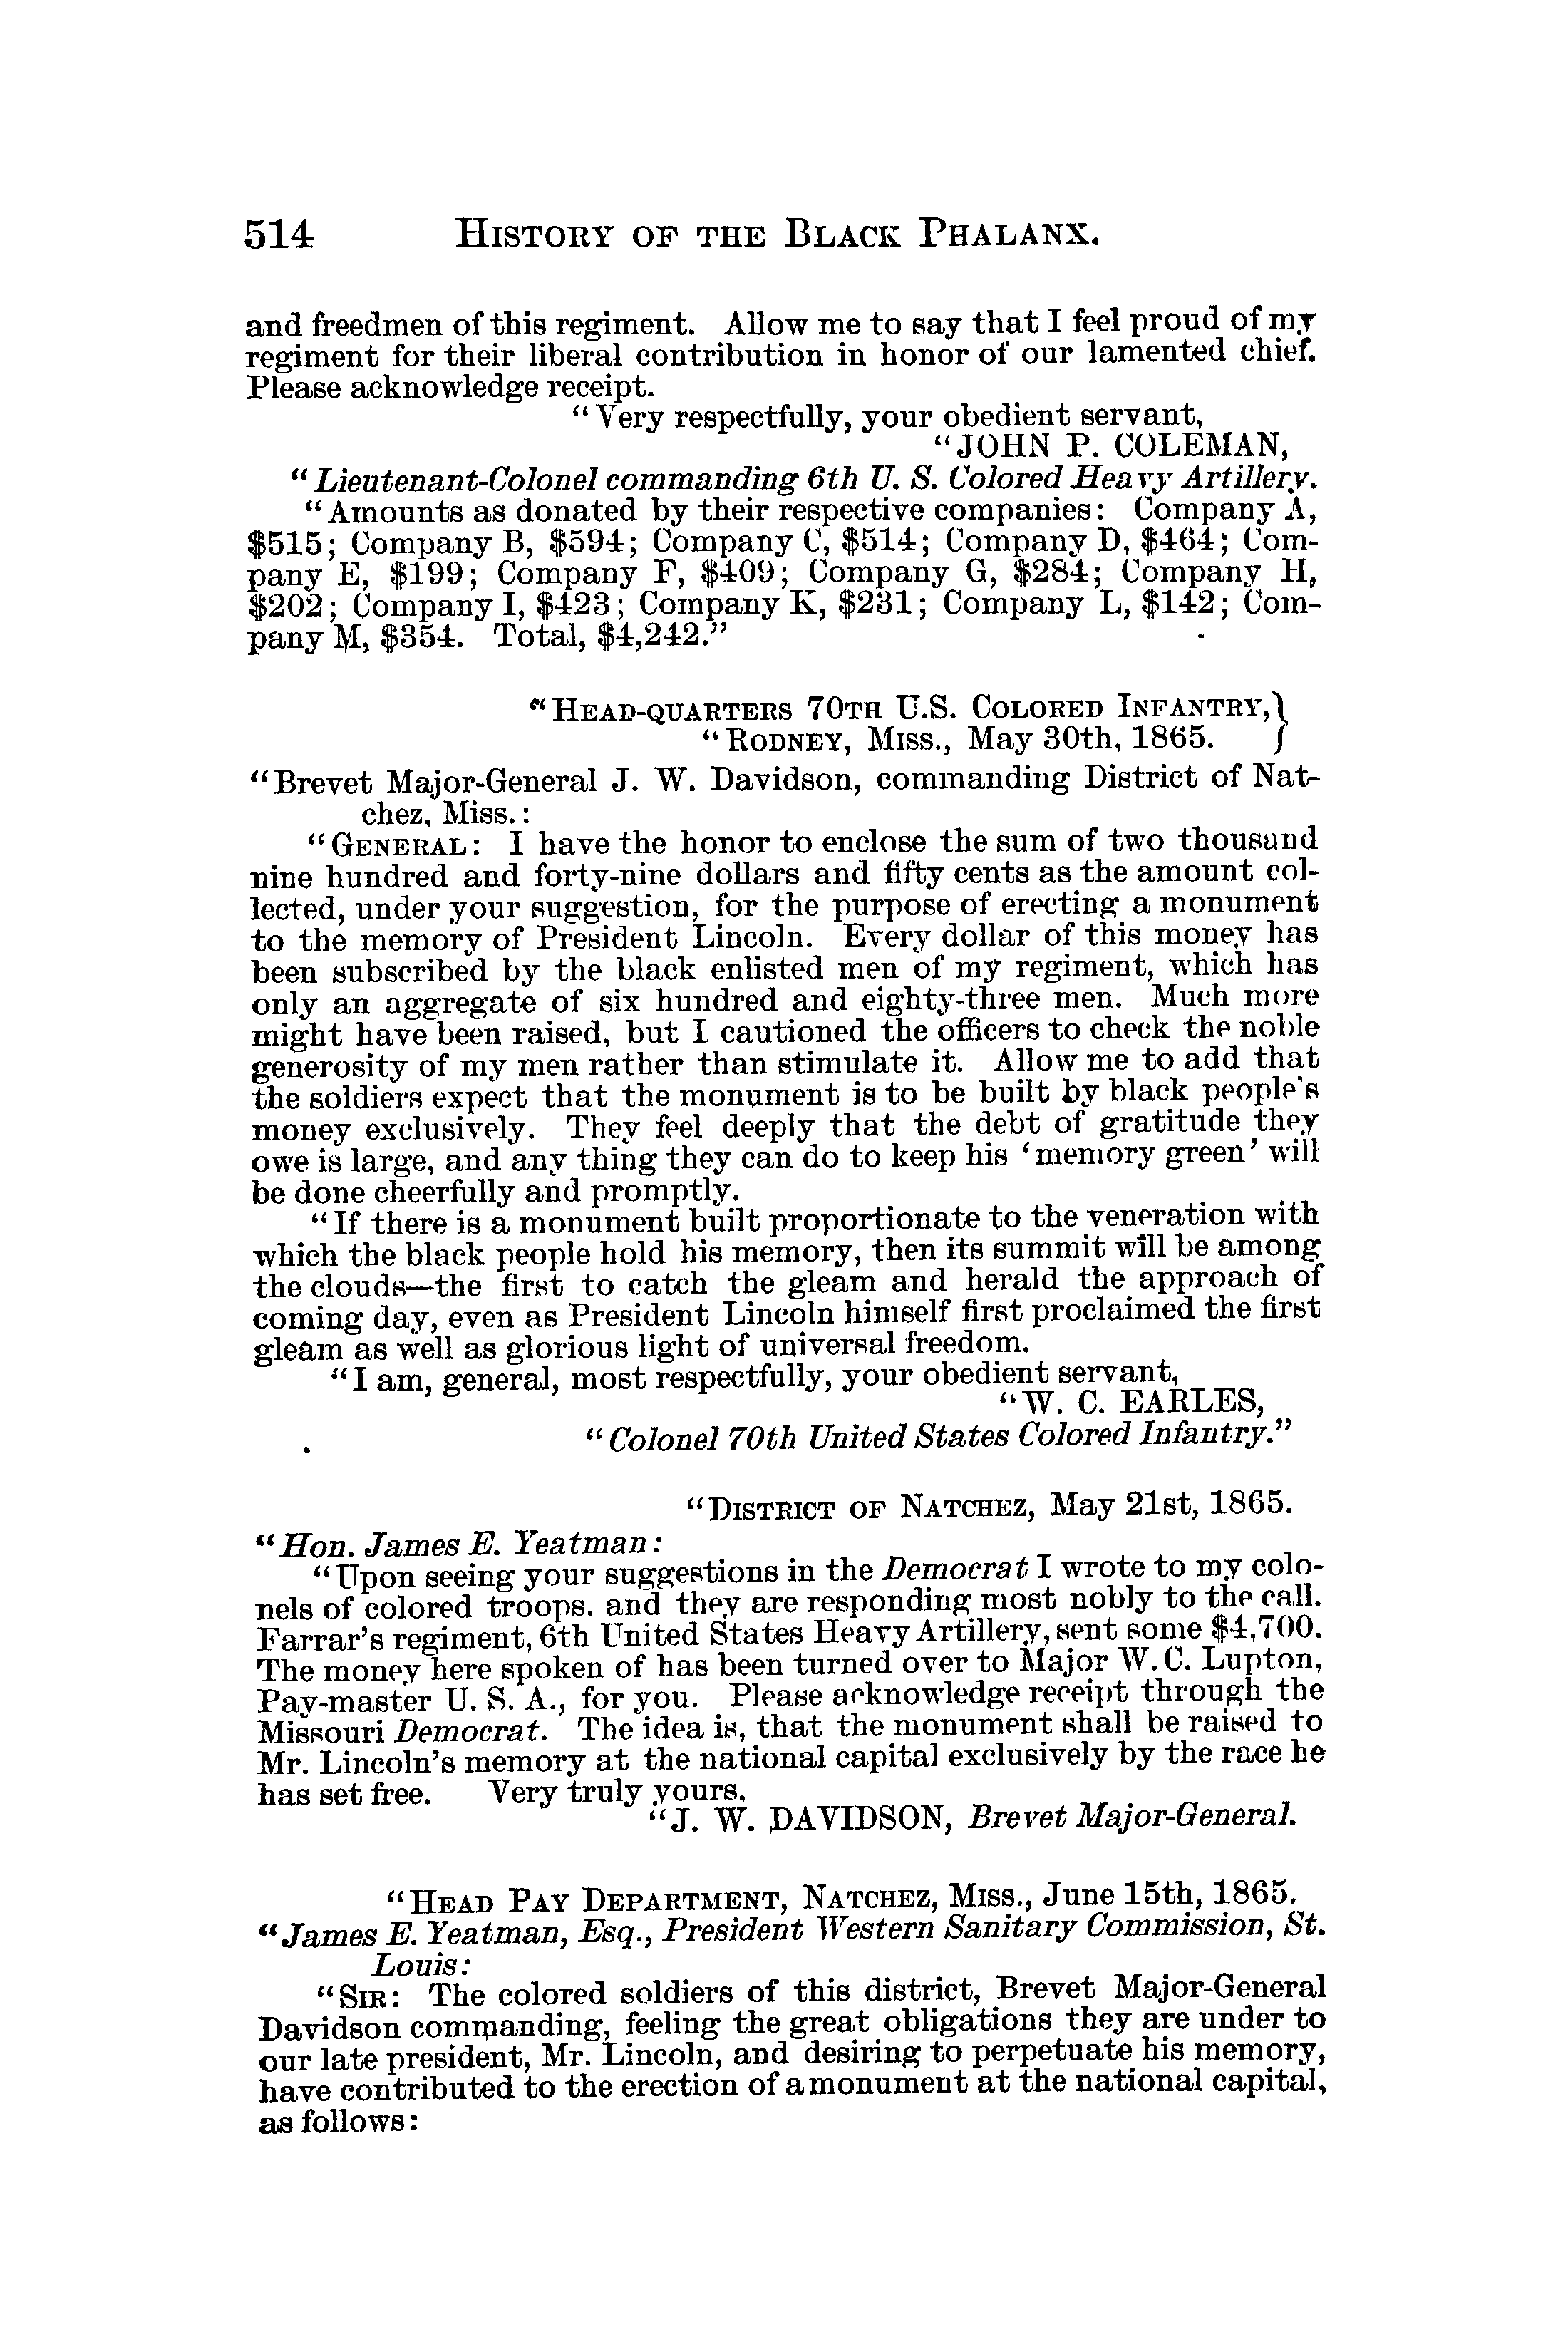 514 HISTORY OF THE BLACK PHALANX.
and freedmen of this regiment. Allow me to say that I feel proud of my
regiment for their liberal contribution in honor of our lamented chief.
Please acknowledge receipt.
“Very respectfully, your obedient servant,
“JOHN P. COLEMAN,
“Lieutenant-Colonel commanding 6th U. S. Colored Heavy Artillery.
“Amounts as donated by their respective companies: Company A,
$515; Company B, $594; Company C, $514; Company D, $464; Com-
pany E, $199; Company F, $409; Company G, $284; Company H,
$202; Company I, $423; Company K, $231; Company L, $142; Com-
pany M, $354. Total, $4,242.”
“HEAD-QUARTERS 70TH U.S. COLORED INFANTRY,}
“RODNEY, MISS., May 30th, 1865. }
“Brevet Major-General J. W. Davidson, commanding District of Nat-
chez, Miss.:
“GENERAL: I have the honor to enclose the sum of two thousand
nine hundred and forty-nine dollars and fifty cents as the amount col-
lected, under your suggestion, for the purpose of erecting a monument
to the memory of President Lincoln. Every dollar of this money has
been subscribed by the black enlisted men of my regiment, which has
only an aggregate of six hundred and eighty-three men. Much more
might have been raised, but I cautioned the officers to check the noble
generosity of my men rather than stimulate it. Allow me to add that
the soldiers expect that the monument is to be built by black people's
money exclusively. They feel deeply that the debt of gratitude they
owe is large, and any thing they can do to keep his ‘memory green’ will
be done cheerfully and promptly.
“If there is a monument built proportionate to the veneration with
which the black people hold his memory, then its summit will be among
the clouds—the first to catch the gleam and herald the approach of
coming day, even as President Lincoln himself first proclaimed the first
gleam as well as glorious light of universal freedom.
“I am, general, most respectfully, your obedient servant,
“W. C. EARLES,
“Colonel 70th United States Colored Infantry.”
“DISTRICT OF NATCHEZ, May 21st, 1865.
“Hon. James E. Yeatman:
“Upon seeing your suggestions in the Democrat I wrote to my colo-
nels of colored troops. and they are responding most nobly to the call.
Farrar's regiment, 6th United States Heavy Artillery, sent some $4,700.
The money here spoken of has been turned over to Major W. C. Lupton,
Pay-master U. S. A., for you. Please acknowledge receipt through the
Missouri Democrat. The idea is, that the monument shall be raised to
Mr. Lincoln's memory at the national capital exclusively by the race he
has set free. Very truly yours,
“J. W. DAVIDSON, Brevet Major-General.
“HEAD PAY DEPARTMENT, NATCHEZ, MISS., June 15th, 1865.
“James E. Yeatman, Esq., President Western Sanitary Commission, St.
Louis:
“SIR: The colored soldiers of this district, Brevet Major-General
Davidson commanding, feeling the great obligations they are under to
our late president, Mr. Lincoln, and desiring to perpetuate his memory,
have contributed to the erection of a monument at the national capital,
as follows: